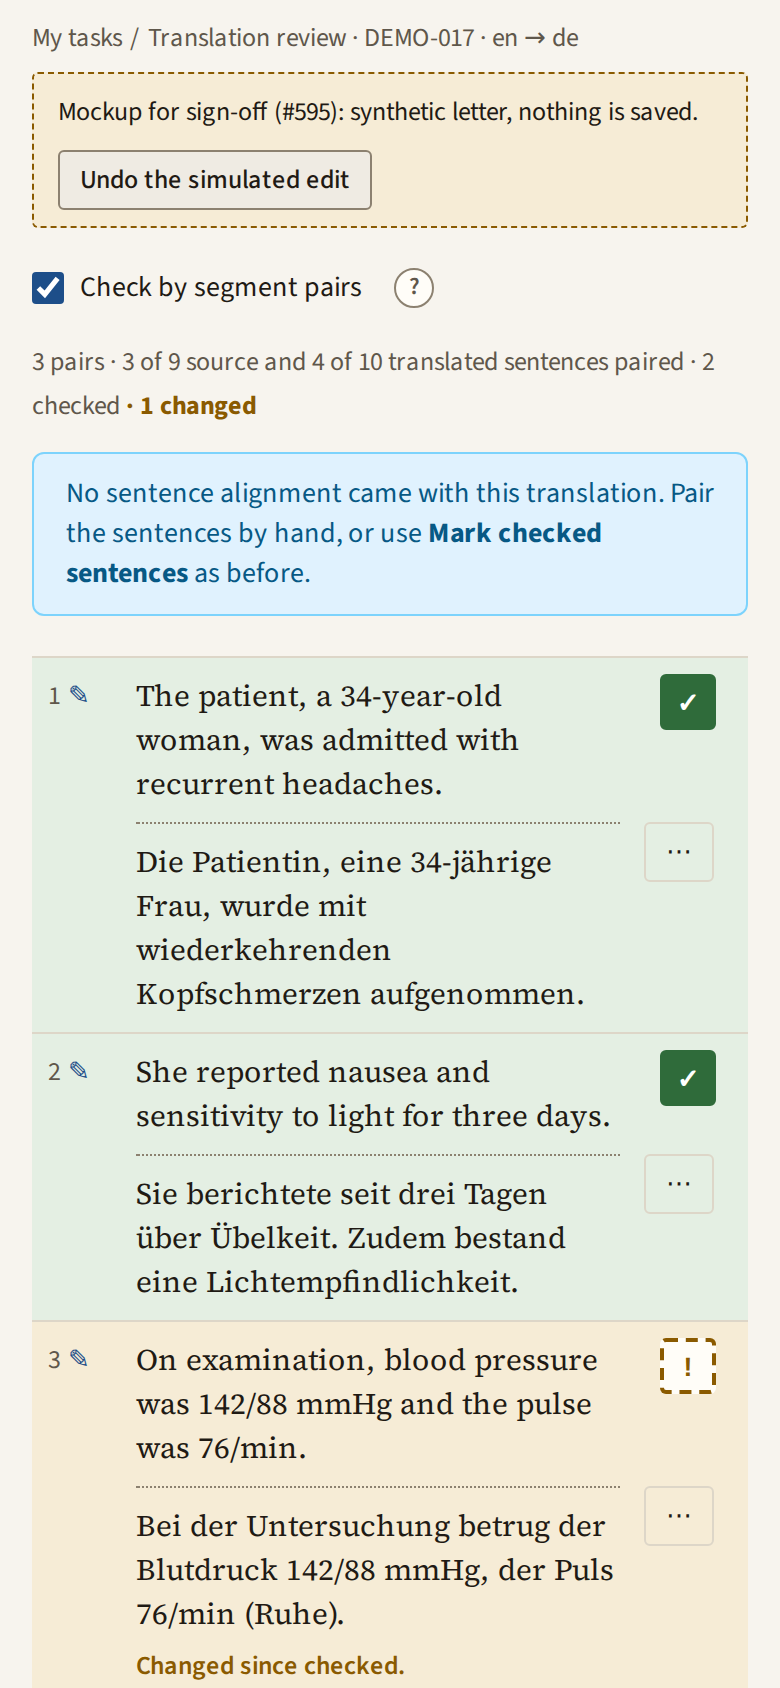 My tasks / Translation review · DEMO-017 · en → de
Mockup for sign-off (#595): synthetic letter, nothing is saved.
Undo the simulated edit
Check by segment pairs ?
3 pairs · 3 of 9 source and 4 of 10 translated sentences paired · 2
checked · 1 changed
No sentence alignment came with this translation. Pair
the sentences by hand, or use Mark checked
sentences as before.
1 ✎ The patient, a 34-year-old ✓
woman, was admitted with
recurrent headaches.
...
Die Patientin, eine 34-jährige
Frau, wurde mit
wiederkehrenden
Kopfschmerzen aufgenommen.
2 ✎ She reported nausea and ✓
sensitivity to light for three days.
...
Sie berichtete seit drei Tagen
über Übelkeit. Zudem bestand
eine Lichtempfindlichkeit.
3 ✎ On examination, blood pressure !
was 142/88 mmHg and the pulse
was 76/min.
...
Bei der Untersuchung betrug der
Blutdruck 142/88 mmHg, der Puls
76/min (Ruhe).
Changed since checked.